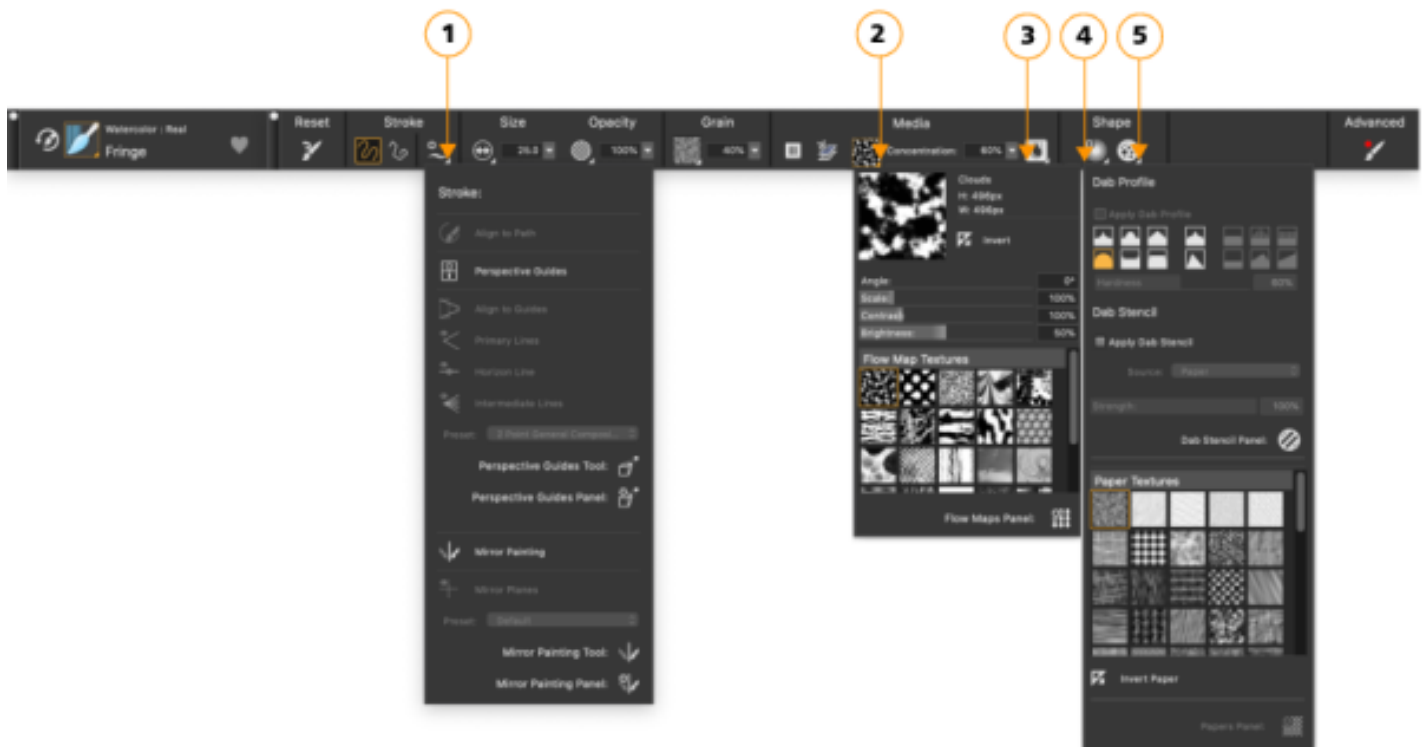 1
2
3
4
5
Watercolor : Real
Fringe
Reset
Stroke
Size
Opacity
Grain
Media
Shape
Advanced
25.0
100%
40%
Concentration:
60%
Stroke:
Align to Path
Perspective Guides
Align to Guides
Primary Lines
Horizon Line
Intermediate Lines
Preset:
2 Point General Compos...
Perspective Guides Tool:
Perspective Guides Panel:
Mirror Painting
Mirror Planes
Preset:
Default
Mirror Painting Tool:
Mirror Painting Panel:
Clouds
H: 496px
W: 496px
Invert
Angle: 0°
Scale: 100%
Contrast: 100%
Brightness: 50%
Flow Map Textures
Flow Maps Panel:
Dab Profile
Apply Dab Profile
Hardness 80%
Dab Stencil
Apply Dab Stencil
Source: Paper
Strength: 100%
Dab Stencil Panel:
Paper Textures
Invert Paper
Papers Panel: